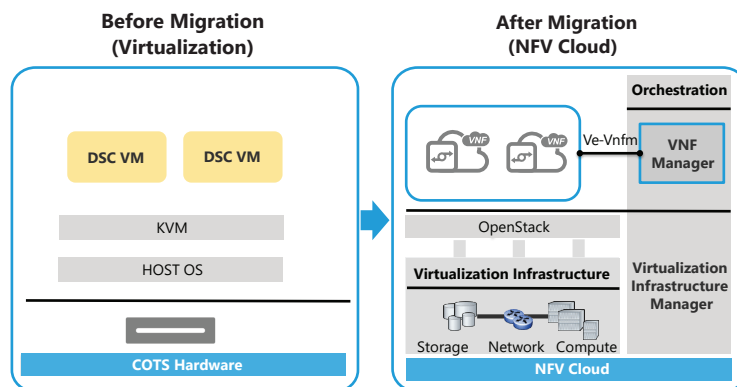 Before Migration
(Virtualization)
DSC VM
DSC VM
KVM
HOST OS
COTS Hardware
After Migration
(NFV Cloud)
Orchestration
VNF
VNF
Ve-Vnfm
VNF
Manager
OpenStack
Virtualization Infrastructure
Virtualization
Infrastructure
Manager
Storage
Network
Compute
NFV Cloud